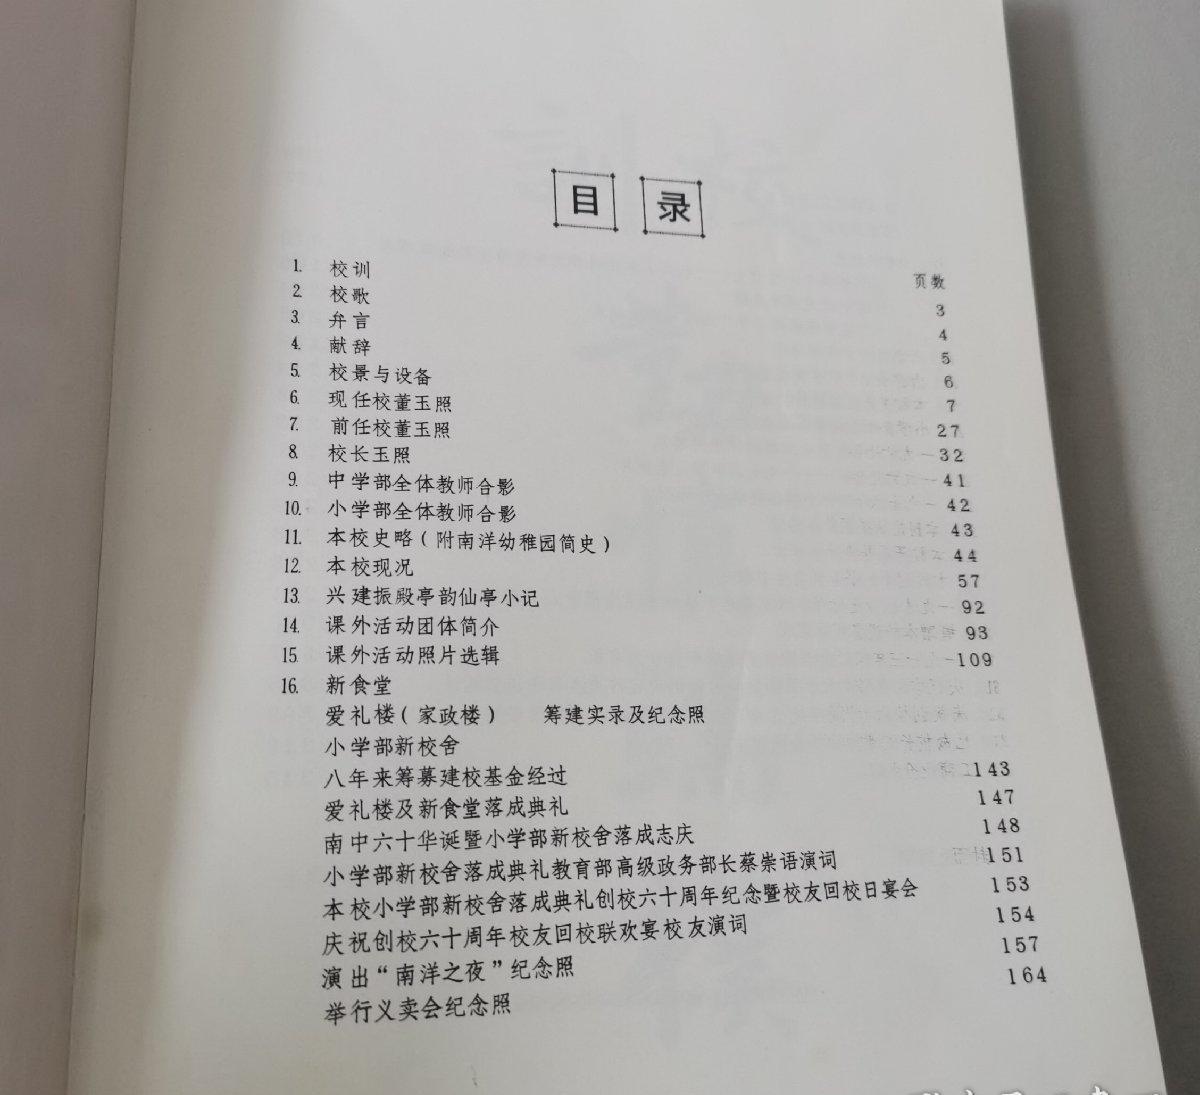 目录
页数
1. 校训 3
2. 校歌 4
3. 弁言 5
4. 献辞 6
5. 校景与设备 7
6. 现任校董玉照 27
7. 前任校董玉照 32
8. 校长玉照 41
9. 中学部全体教师合影 42
10. 小学部全体教师合影 43
11. 本校史略(附南洋幼稚园简史) 44
12. 本校现况 57
13. 兴建振殿亭韵仙亭小记 92
14. 课外活动团体简介 93
15. 课外活动照片选辑 109
16. 新食堂
爱礼楼(家政楼) 筹建实录及纪念照
小学部新校舍
八年来筹募建校基金经过 143
爱礼楼及新食堂落成典礼 147
南中六十华诞暨小学部新校舍落成志庆 148
小学部新校舍落成典礼教育部高级政务部长蔡崇语演词 151
本校小学部新校舍落成典礼创校六十周年纪念暨校友回校日宴会 153
庆祝创校六十周年校友回校联欢宴校友演词 154
演出“南洋之夜”纪念照 157
举行义卖会纪念照 164